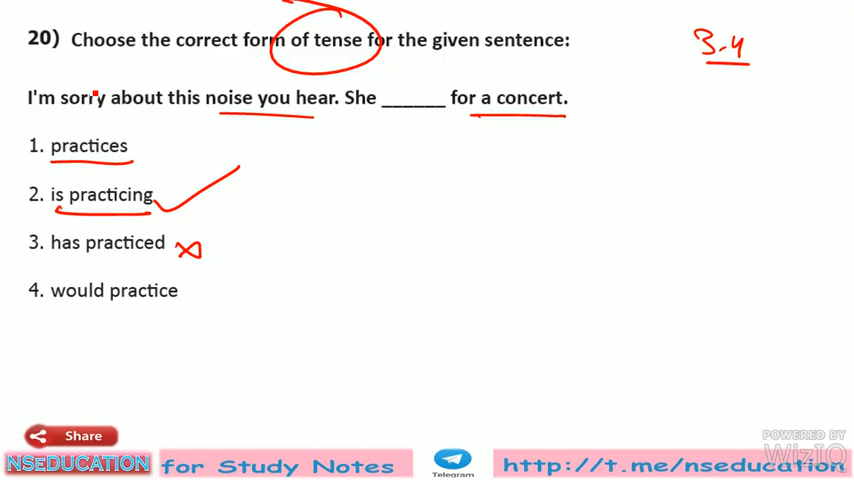 20) Choose the correct form of tense for the given sentence:
3-4
I'm sorry about this noise you hear. She ______ for a concert.
1. practices
2. is practicing
3. has practiced
4. would practice
Share
NSEDUCATION for Study Notes Telegram http://t.me/nseducation
POWERED BY
WizIQ